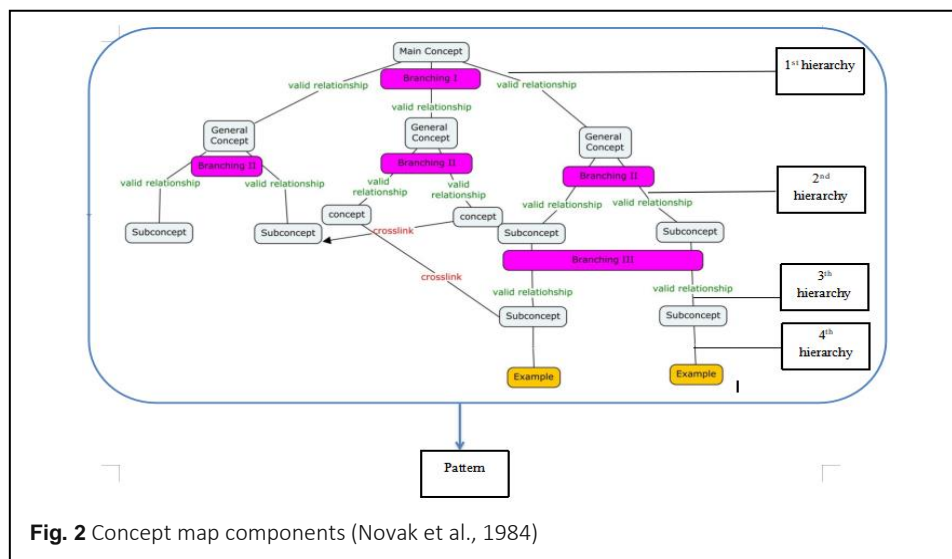 Main Concept
1st hierarchy
Branching I
valid relationship
valid relationship
valid relationship
General
Concept
General
Concept
General
Concept
Branching II
Branching II
Branching II
2nd
hierarchy
valid relationship
valid relationship
valid
relationship
valid
relationship
valid relationship
valid relationship
Subconcept
Subconcept
concept
concept
Subconcept
Subconcept
crosslink
Branching III
crosslink
3th
hierarchy
valid relatiohship
valid relationship
Subconcept
Subconcept
4th
hierarchy
Example
Example
I
Pattern
Fig. 2 Concept map components (Novak et al., 1984)